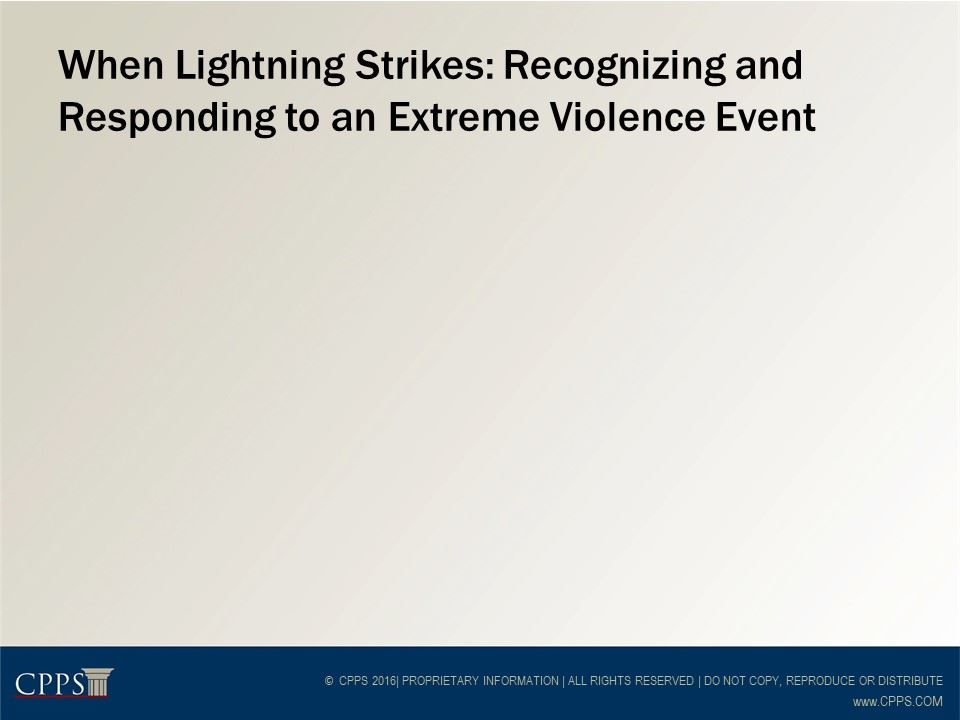 When Lightning Strikes: Recognizing and
Responding to an Extreme Violence Event
CPPS
© CPPS 2016| PROPRIETARY INFORMATION | ALL RIGHTS RESERVED | DO NOT COPY, REPRODUCE OR DISTRIBUTE
www.CPPS.COM